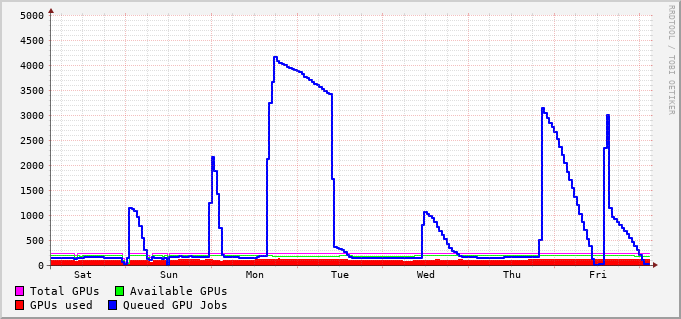 5000
4500
4000
3500
3000
2500
2000
1500
1000
500
0
Sat Sun Mon Tue Wed Thu Fri
Total GPUs Available GPUs
GPUs used Queued GPU Jobs
RRDTOOL / TOBI OETIKER